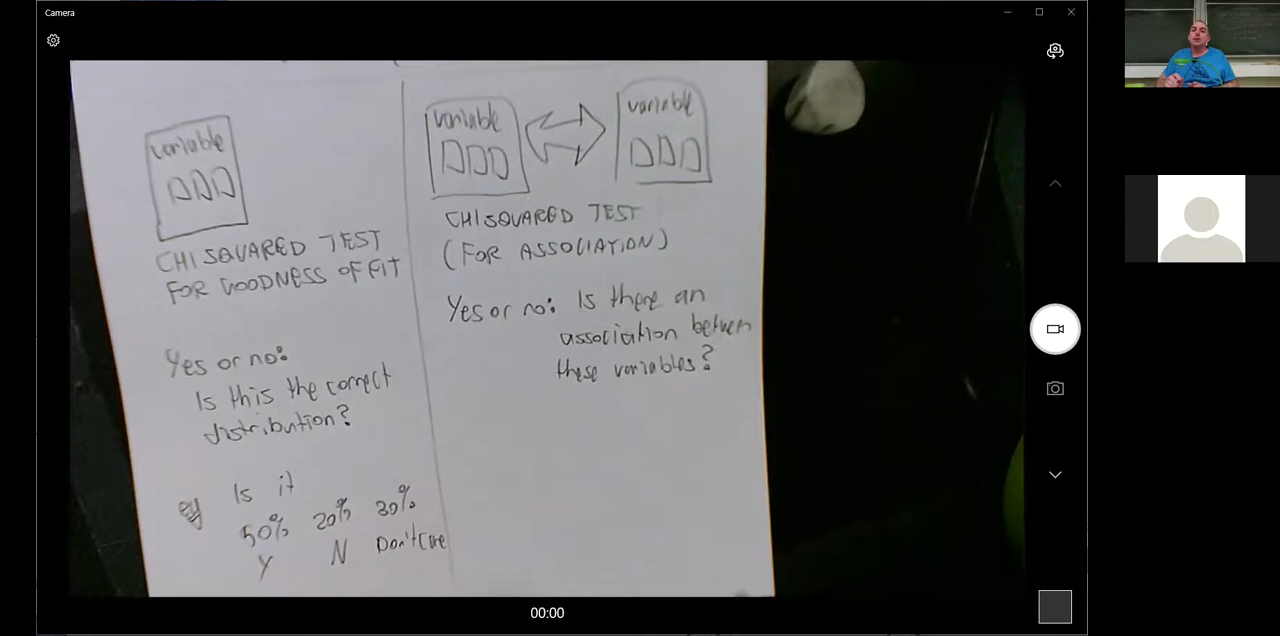 Camera
variable
CHI SQUARED TEST
FOR GOODNESS OF FIT
Yes or no:
Is this the correct
distribution?
eg Is it
50% 20% 30%
Y N Don't Care
variable variable
CHI SQUARED TEST
(FOR ASSOCIATION)
Yes or no: Is there an
association between
these variables?
00:00